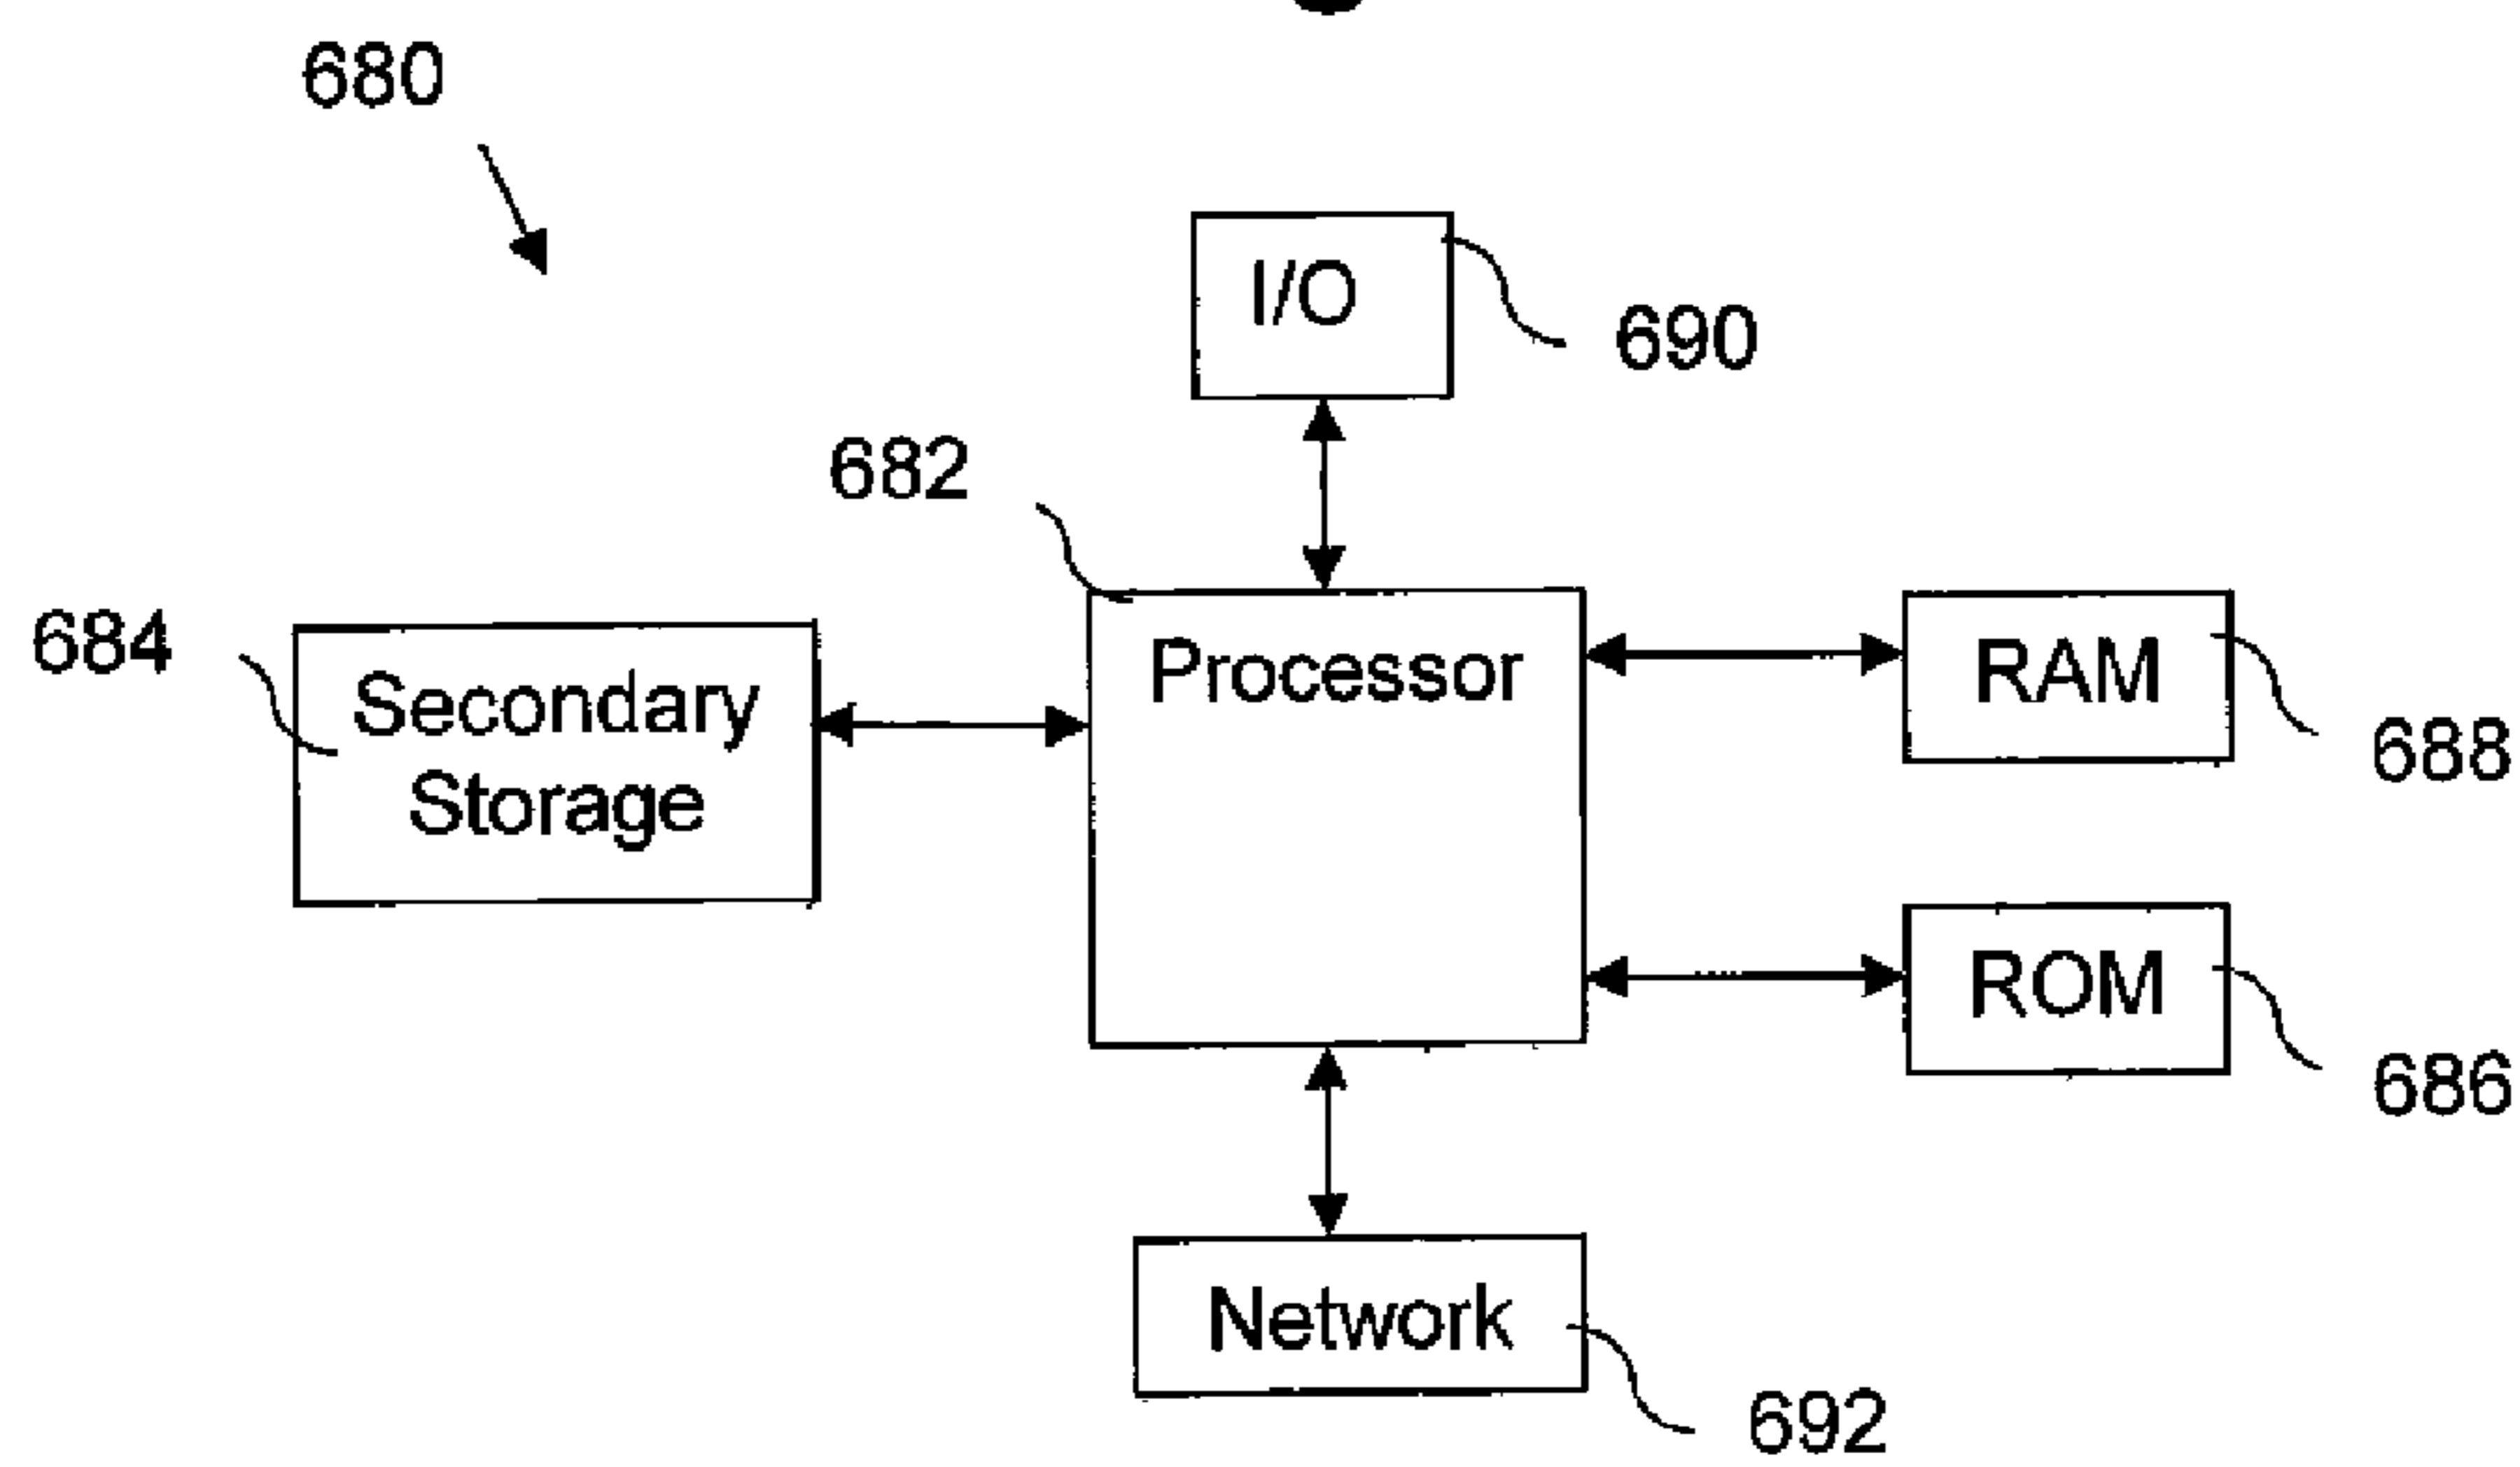 680
I/O
690
682
684
Secondary
Storage
Processor
RAM
688
ROM
686
Network
692